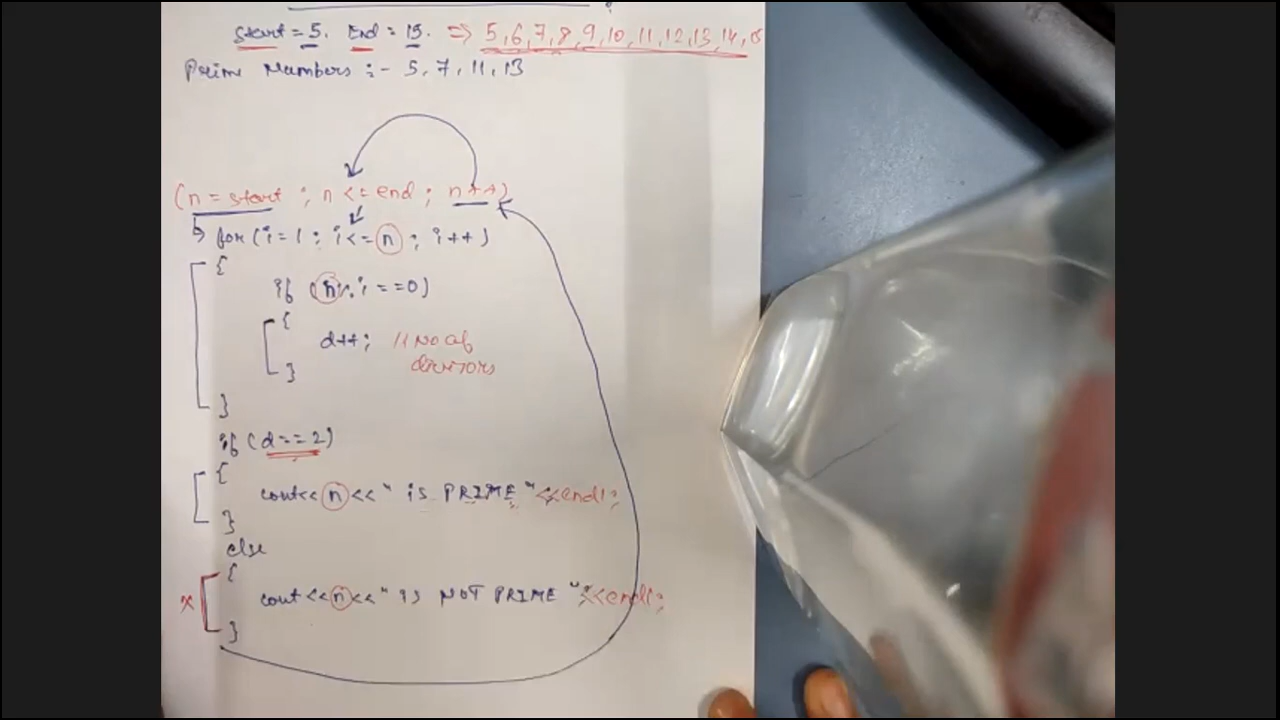 Start = 5. End = 15. => 5,6,7,8,9,10,11,12,13,14,15
Prime Numbers :- 5, 7, 11, 13
(n = start ; n <= end ; n++)
for (i=1 ; i<=n ; i++)
{
if (n%i ==0)
{
d++; // No of
divisors
}
}
if (d==2)
{
cout<< n <<" is PRIME "<<endl;
}
else
{
cout<<n<<" is NOT PRIME "<<endl;
x
}